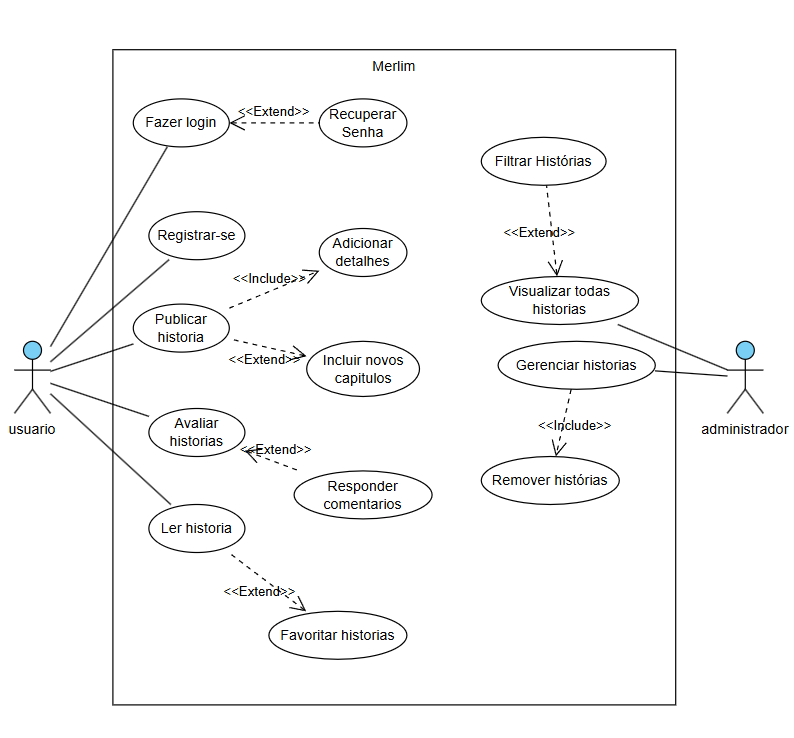 Merlim
Fazer login
<<Extend>>
Recuperar
Senha
Filtrar Histórias
<<Extend>>
Registrar-se
Adicionar
detalhes
<<Include>>
Publicar
historia
<<Extend>>
Incluir novos
capitulos
Visualizar todas
historias
Gerenciar historias
<<Include>>
Remover histórias
usuario
administrador
Avaliar
historias
<<Extend>>
Responder
comentarios
Ler historia
<<Extend>>
Favoritar historias